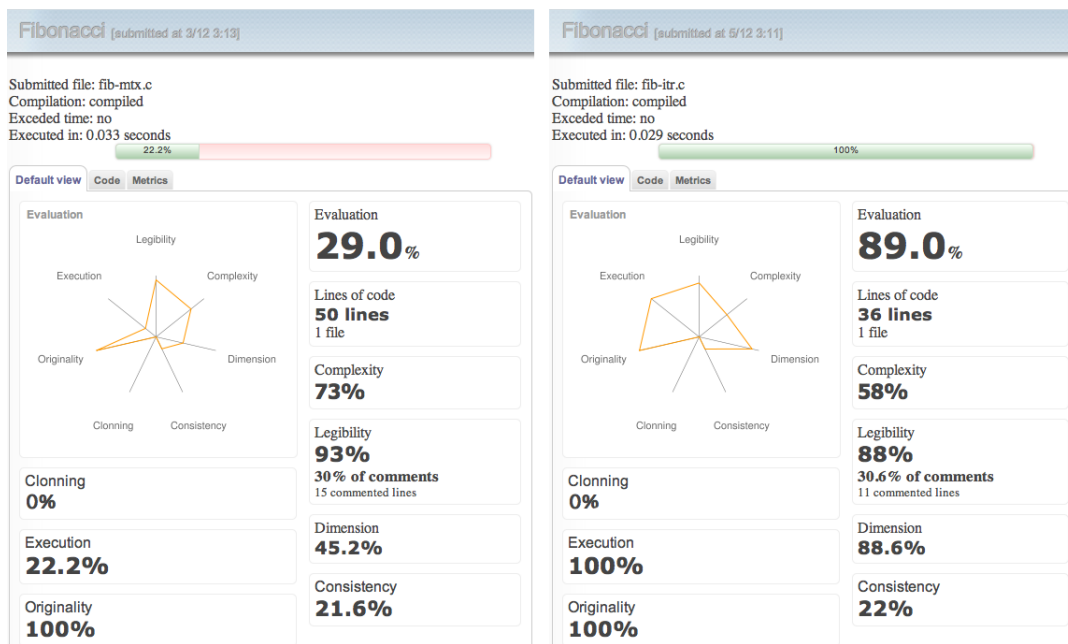 Fibonacci [submitted at 3/12 3:13]
Submitted file: fib-mtx.c
Compilation: compiled
Exceded time: no
Executed in: 0.033 seconds
22.2%
Default view Code Metrics
Evaluation
Legibility
Complexity
Dimension
Consistency
Clonning
Originality
Execution
Clonning
0%
Execution
22.2%
Originality
100%
Evaluation
29.0%
Lines of code
50 lines
1 file
Complexity
73%
Legibility
93%
30% of comments
15 commented lines
Dimension
45.2%
Consistency
21.6%
Fibonacci [submitted at 5/12 3:11]
Submitted file: fib-itr.c
Compilation: compiled
Exceded time: no
Executed in: 0.029 seconds
100%
Default view Code Metrics
Evaluation
Legibility
Complexity
Dimension
Consistency
Clonning
Originality
Execution
Clonning
0%
Execution
100%
Originality
100%
Evaluation
89.0%
Lines of code
36 lines
1 file
Complexity
58%
Legibility
88%
30.6% of comments
11 commented lines
Dimension
88.6%
Consistency
22%